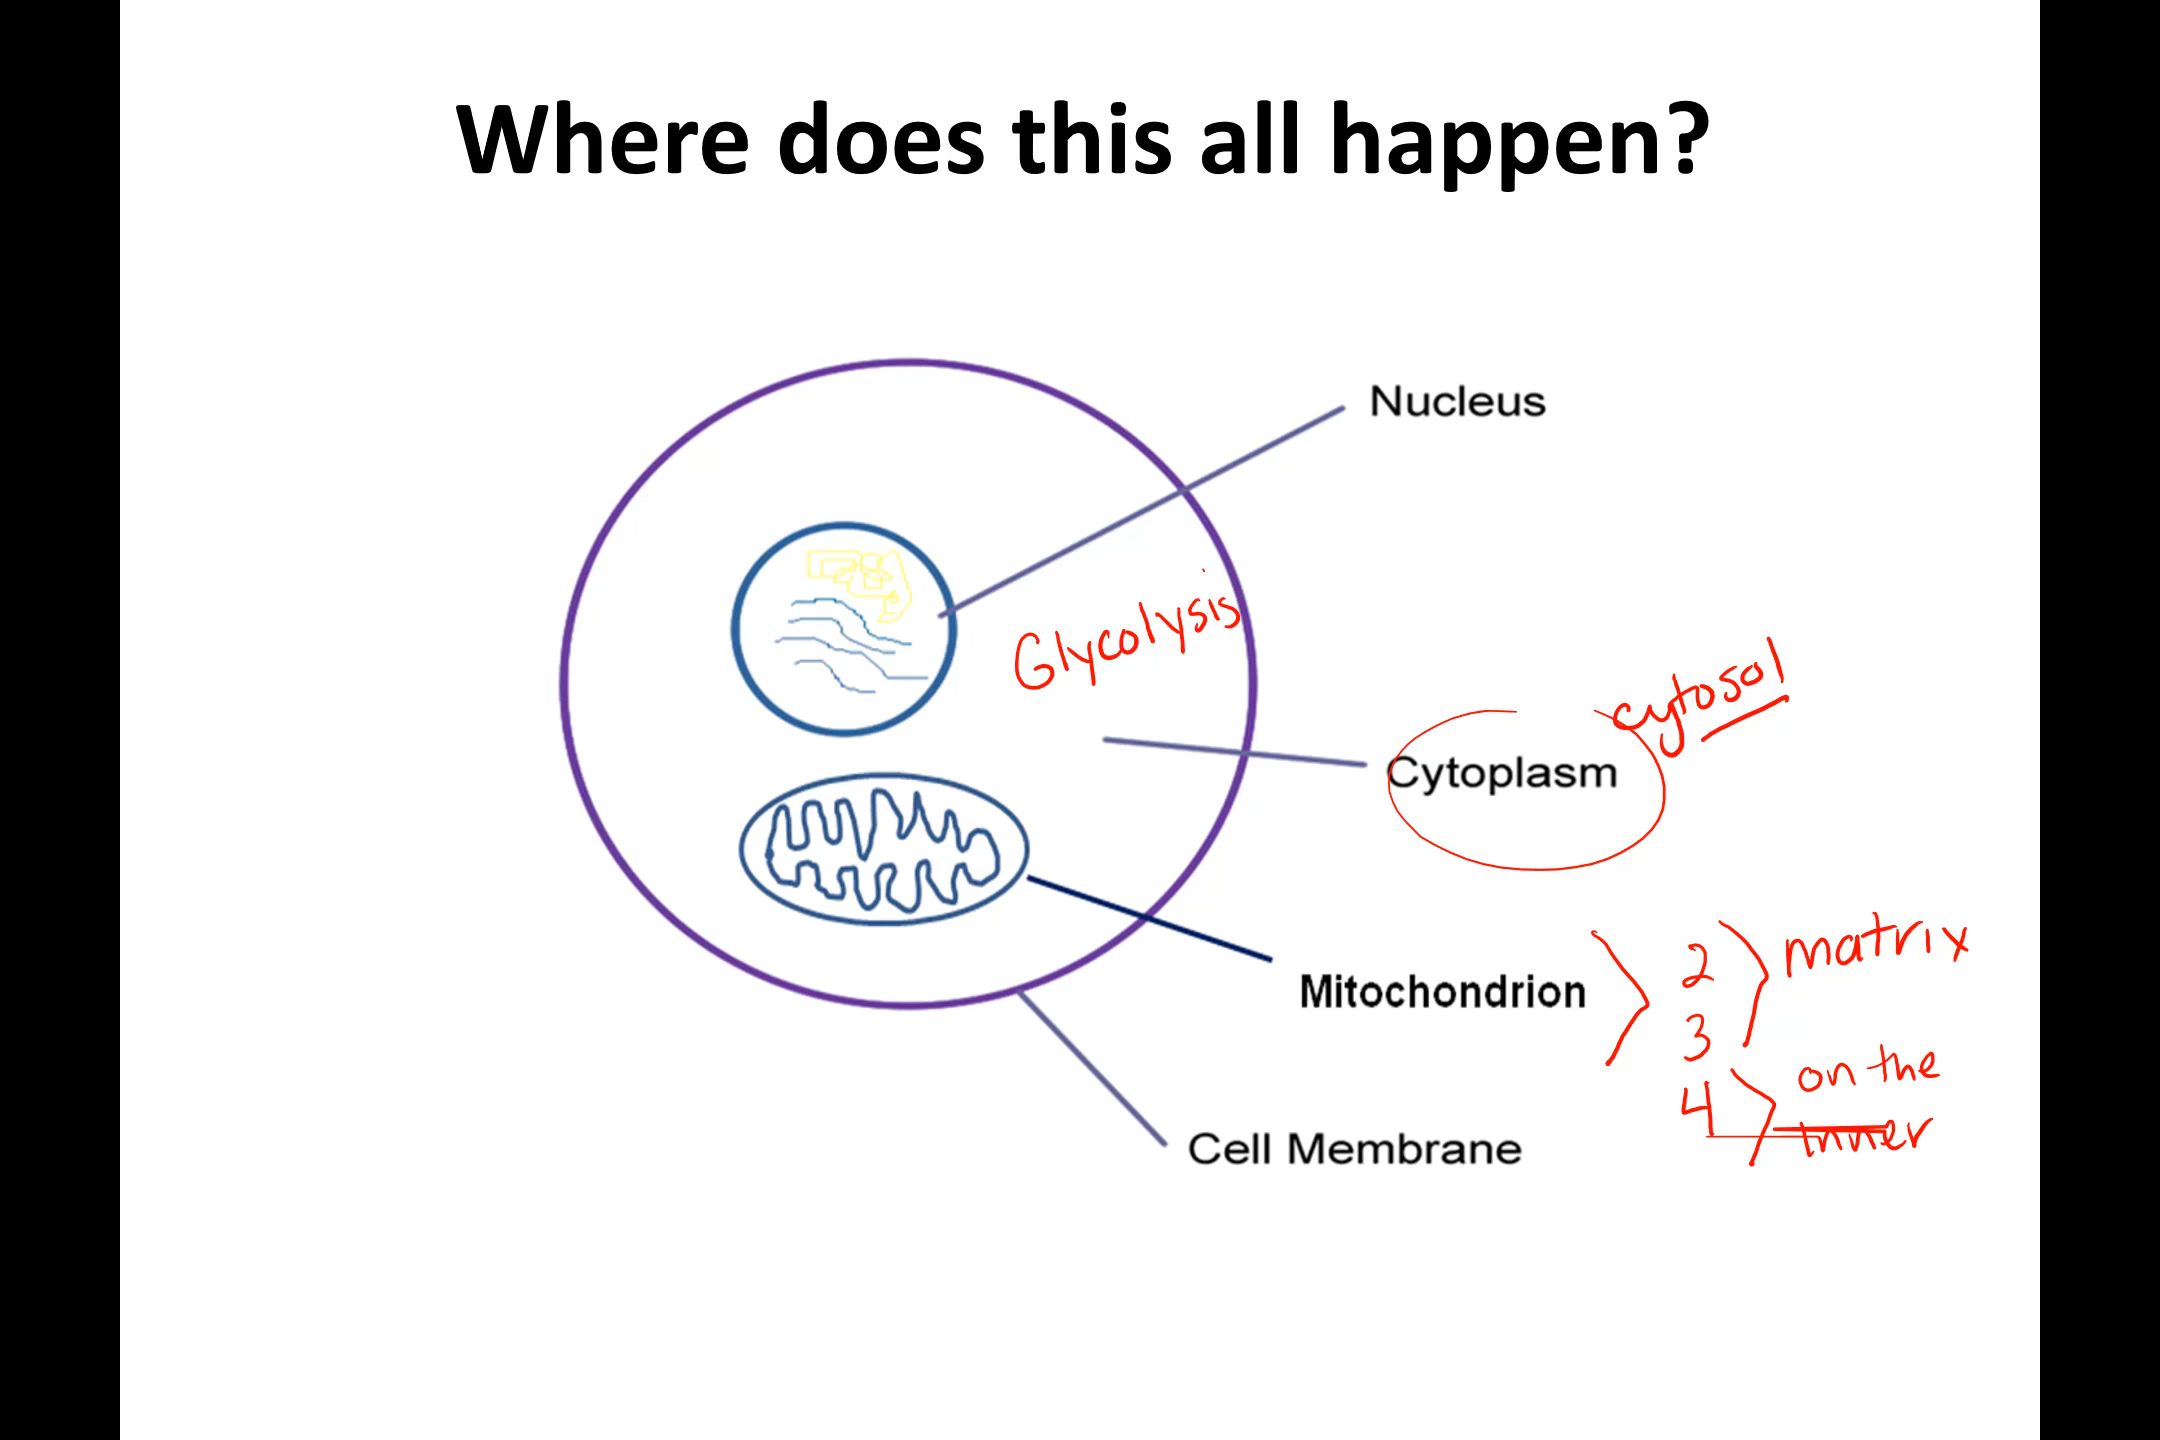 Where does this all happen?
Nucleus
Glycolysis
cytosol
Cytoplasm
matrix
2
Mitochondrion
3
on the
4
inner
Cell Membrane